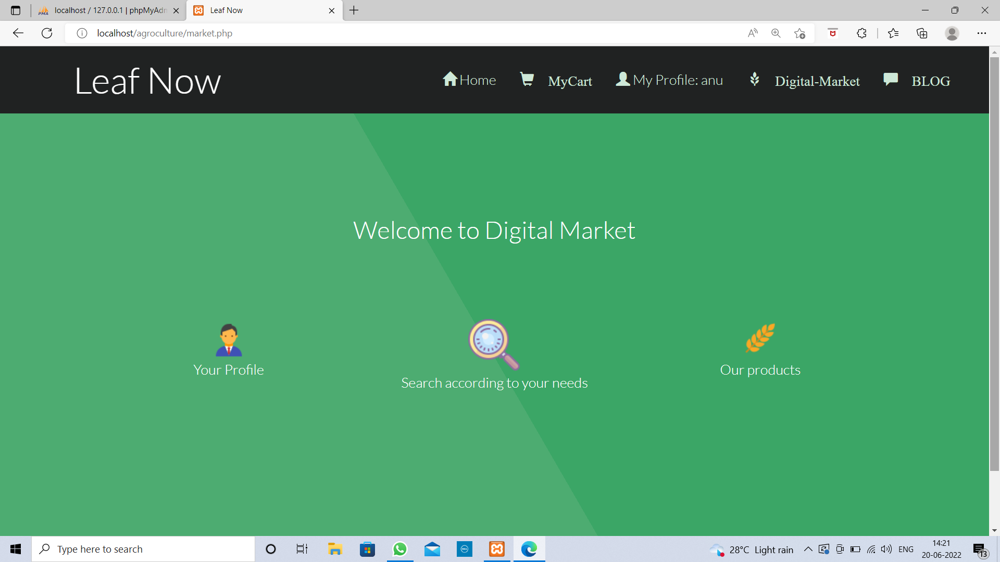 localhost / 127.0.0.1 | phpMyAdm
Leaf Now
localhost/agroculture/market.php
Leaf Now
Home
MyCart
My Profile: anu
Digital-Market
BLOG
Welcome to Digital Market
Your Profile
Search according to your needs
Our products
Type here to search
28°C Light rain
ENG
14:21
20-06-2022
13